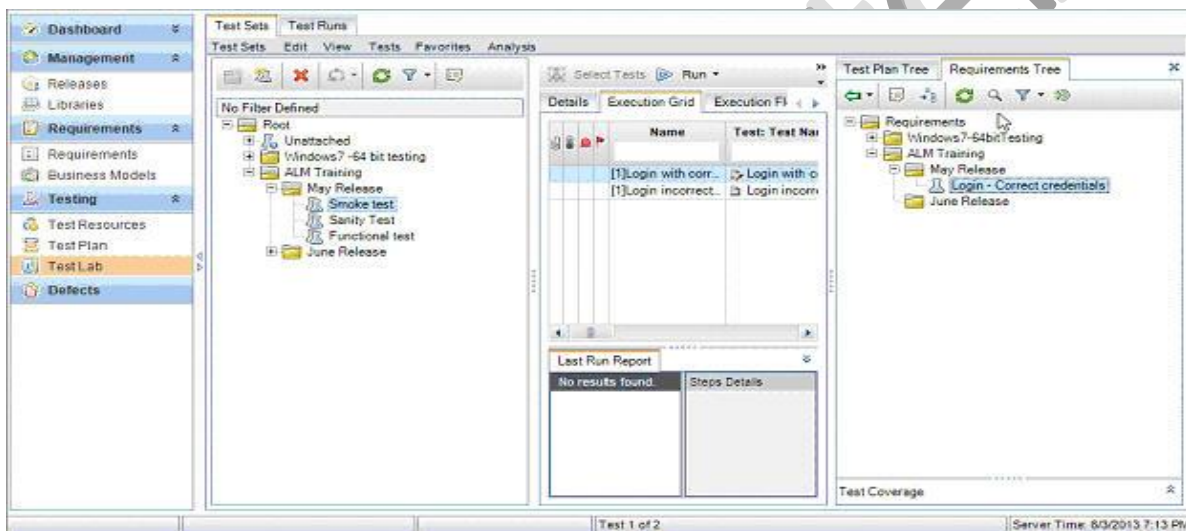 Dashboard
Management
Releases
Libraries
Requirements
Requirements
Business Models
Testing
Test Resources
Test Plan
Test Lab
Defects
Test Sets Test Runs
Test Sets Edit View Tests Favorites Analysis
No Filter Defined
Root
Unattached
Windows7 -64 bit testing
ALM Training
May Release
Smoke test
Sanity Test
Functional test
June Release
Select Tests Run
Details Execution Grid Execution Fl
Name Test: Test Nar
[1]Login with corr... Login with c
[1]Login incorrect... Login incorre
Last Run Report
No results found. Steps Details
Test Plan Tree Requirements Tree
Requirements
Windows7-64bitTesting
ALM Training
May Release
Login - Correct credentials
June Release
Test Coverage
Test 1 of 2
Server Time: 8/3/2013 7:13 PM